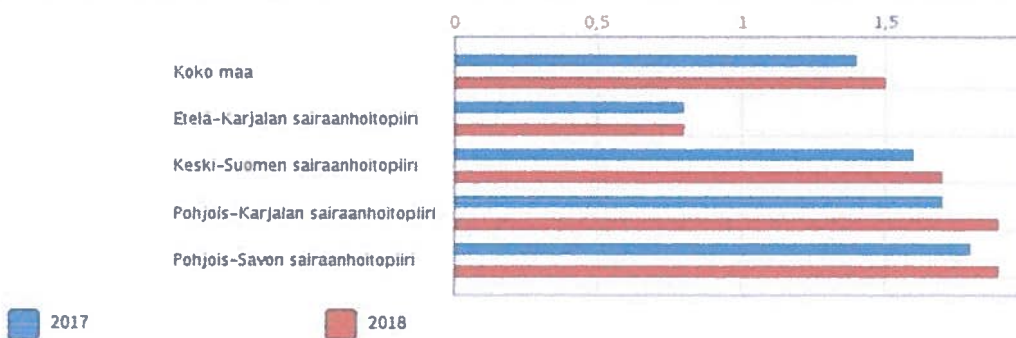 0 0,5 1 1,5
Koko maa
Etelä-Karjalan sairaanhoitopiiri
Keski-Suomen sairaanhoitopiiri
Pohjois-Karjalan sairaanhoitopiiri
Pohjois-Savon sairaanhoitopiiri
2017 2018